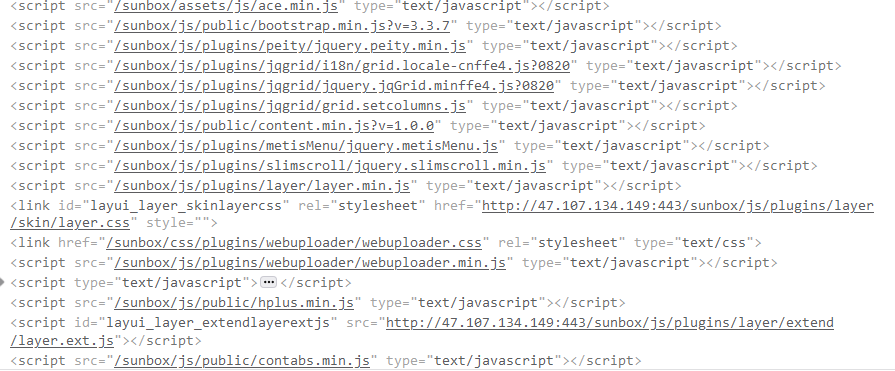 <script src="/sunbox/assets/js/ace.min.js" type="text/javascript"></script>
<script src="/sunbox/js/public/bootstrap.min.js?v=3.3.7" type="text/javascript"></script>
<script src="/sunbox/js/plugins/peity/jquery.peity.min.js" type="text/javascript"></script>
<script src="/sunbox/js/plugins/jqgrid/i18n/grid.locale-cnffe4.js?0820" type="text/javascript"></script>
<script src="/sunbox/js/plugins/jqgrid/jquery.jqGrid.minffe4.js?0820" type="text/javascript"></script>
<script src="/sunbox/js/plugins/jqgrid/grid.setcolumns.js" type="text/javascript"></script>
<script src="/sunbox/js/public/content.min.js?v=1.0.0" type="text/javascript"></script>
<script src="/sunbox/js/plugins/metisMenu/jquery.metisMenu.js" type="text/javascript"></script>
<script src="/sunbox/js/plugins/slimscroll/jquery.slimscroll.min.js" type="text/javascript"></script>
<script src="/sunbox/js/plugins/layer/layer.min.js" type="text/javascript"></script>
<link id="layui_layer_skinlayercss" rel="stylesheet" href="http://47.107.134.149:443/sunbox/js/plugins/layer
/skin/layer.css" style="">
<link href="/sunbox/css/plugins/webuploader/webuploader.css" rel="stylesheet" type="text/css">
<script src="/sunbox/js/plugins/webuploader/webuploader.min.js" type="text/javascript"></script>
<script type="text/javascript">⋯</script>
<script src="/sunbox/js/public/hplus.min.js" type="text/javascript"></script>
<script id="layui_layer_extendlayerextjs" src="http://47.107.134.149:443/sunbox/js/plugins/layer/extend
/layer.ext.js"></script>
<script src="/sunbox/js/public/contabs.min.js" type="text/javascript"></script>